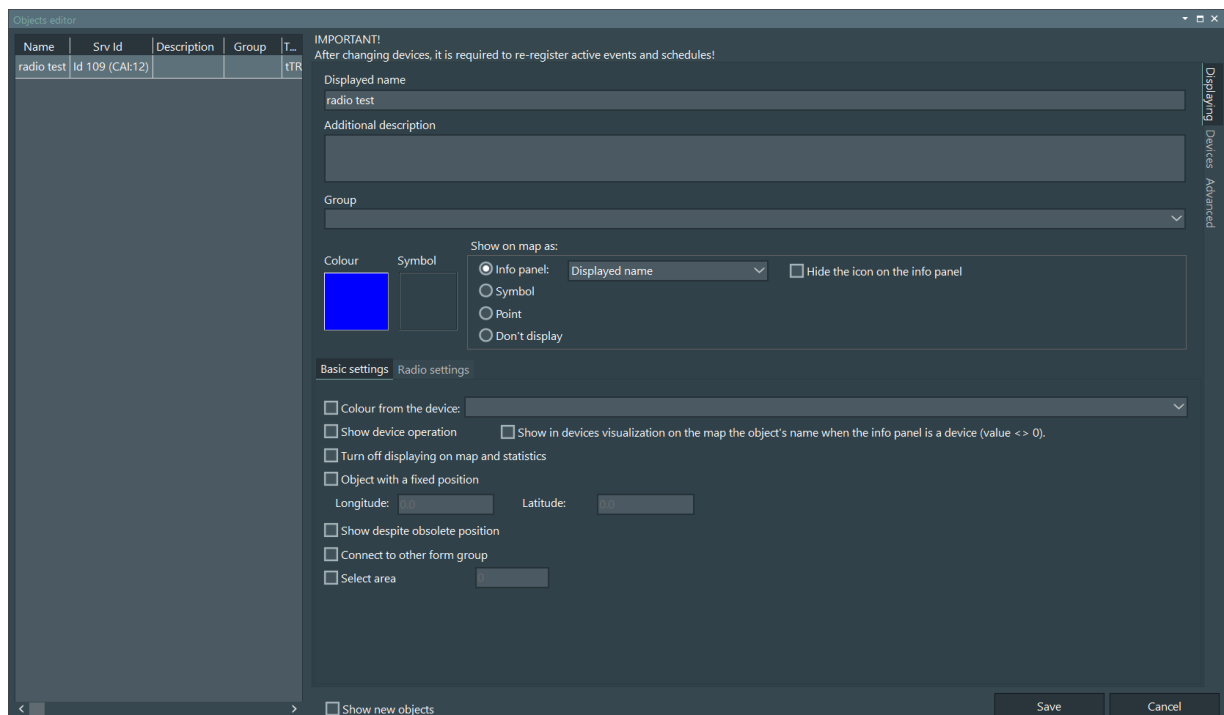 Objects editor
Name Srv Id Description Group T...
radio test Id 109 (CAI:12) tTR
IMPORTANT!
After changing devices, it is required to re-register active events and schedules!
Displayed name
radio test
Additional description
Group
Colour Symbol
Show on map as:
Info panel: Displayed name Hide the icon on the info panel
Symbol
Point
Don't display
Basic settings Radio settings
Colour from the device:
Show device operation Show in devices visualization on the map the object's name when the info panel is a device (value <> 0).
Turn off displaying on map and statistics
Object with a fixed position
Longitude: 0.0 Latitude: 0.0
Show despite obsolete position
Connect to other form group
Select area 0
Show new objects
Save Cancel
Displaying
Devices
Advanced